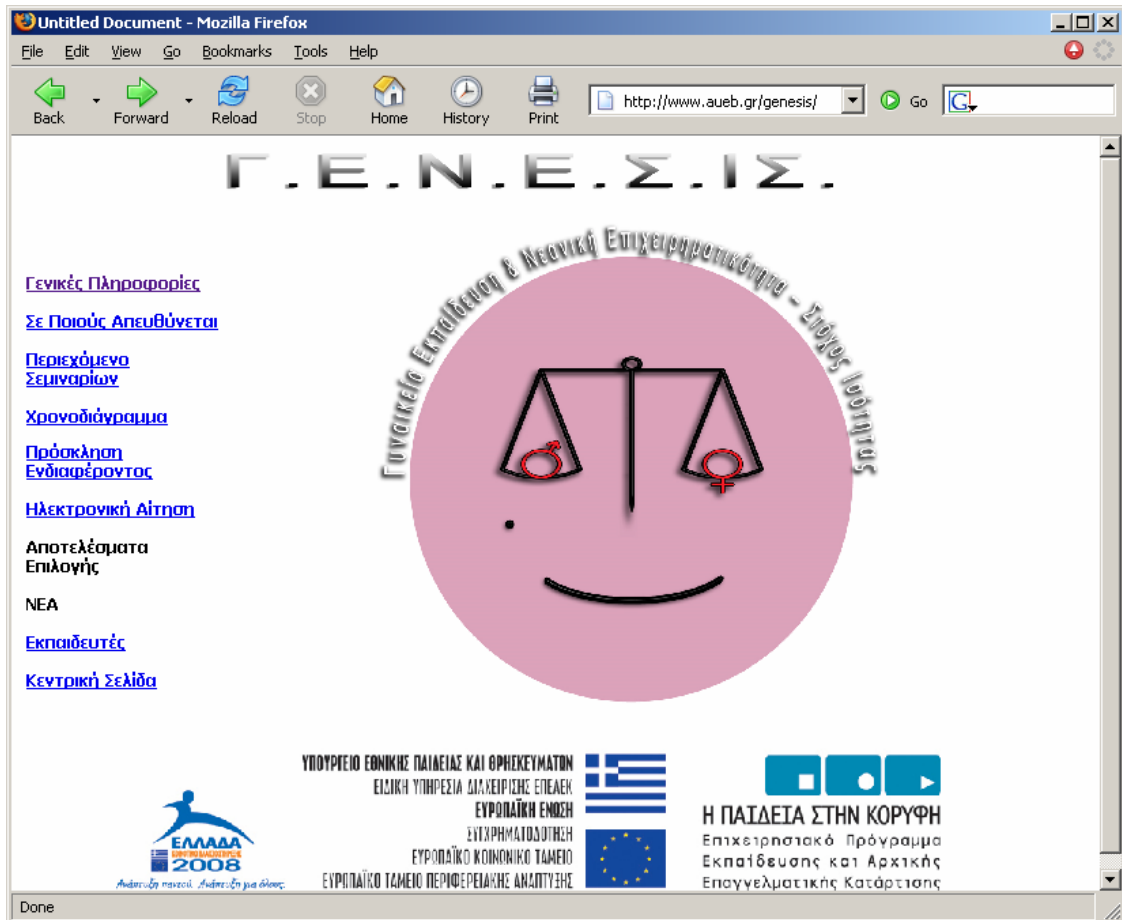 Untitled Document - Mozilla Firefox
File Edit View Go Bookmarks Tools Help
Back Forward Reload Stop Home History Print http://www.aueb.gr/genesis/ Go G
Γ.Ε.Ν.Ε.Σ.ΙΣ.
Γυναικεία Εκπαίδευση & Νεανική Επιχειρηματικότητα - Στόχος Ισότητας
Γενικές Πληροφορίες
Σε Ποιούς Απευθύνεται
Περιεχόμενο
Σεμιναρίων
Χρονοδιάγραμμα
Πρόσκληση
Ενδιαφέροντος
Ηλεκτρονική Αίτηση
Αποτελέσματα
Επιλογής
ΝΕΑ
Εκπαιδευτές
Κεντρική Σελίδα
ΕΛΛΑΔΑ
2008
Ανάπτυξη παντού. Ανάπτυξη για όλους.
ΥΠΟΥΡΓΕΙΟ ΕΘΝΙΚΗΣ ΠΑΙΔΕΙΑΣ ΚΑΙ ΘΡΗΣΚΕΥΜΑΤΩΝ
ΕΙΔΙΚΗ ΥΠΗΡΕΣΙΑ ΔΙΑΧΕΙΡΙΣΗΣ ΕΠΕΑΕΚ
ΕΥΡΩΠΑΪΚΗ ΕΝΩΣΗ
ΣΥΓΧΡΗΜΑΤΟΔΟΤΗΣΗ
ΕΥΡΩΠΑΪΚΟ ΚΟΙΝΩΝΙΚΟ ΤΑΜΕΙΟ
ΕΥΡΩΠΑΪΚΟ ΤΑΜΕΙΟ ΠΕΡΙΦΕΡΕΙΑΚΗΣ ΑΝΑΠΤΥΞΗΣ
Η ΠΑΙΔΕΙΑ ΣΤΗΝ ΚΟΡΥΦΗ
Επιχειρησιακό Πρόγραμμα
Εκπαίδευσης και Αρχικής
Επαγγελματικής Κατάρτισης
Done